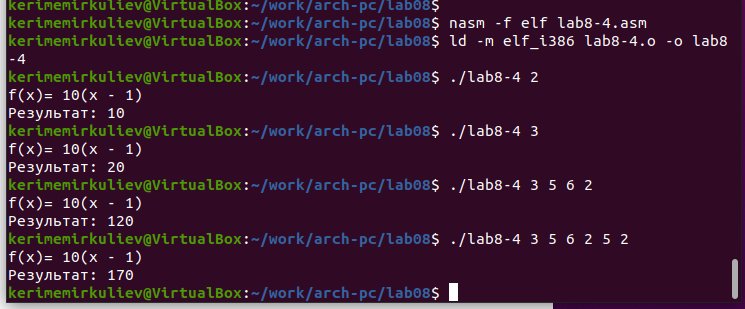 kerimemirkuliev@VirtualBox:~/work/arch-pc/lab08$
kerimemirkuliev@VirtualBox:~/work/arch-pc/lab08$ nasm -f elf lab8-4.asm
kerimemirkuliev@VirtualBox:~/work/arch-pc/lab08$ ld -m elf_i386 lab8-4.o -o lab8
-4
kerimemirkuliev@VirtualBox:~/work/arch-pc/lab08$ ./lab8-4 2
f(x)= 10(x - 1)
Результат: 10
kerimemirkuliev@VirtualBox:~/work/arch-pc/lab08$ ./lab8-4 3
f(x)= 10(x - 1)
Результат: 20
kerimemirkuliev@VirtualBox:~/work/arch-pc/lab08$ ./lab8-4 3 5 6 2
f(x)= 10(x - 1)
Результат: 120
kerimemirkuliev@VirtualBox:~/work/arch-pc/lab08$ ./lab8-4 3 5 6 2 5 2
f(x)= 10(x - 1)
Результат: 170
kerimemirkuliev@VirtualBox:~/work/arch-pc/lab08$